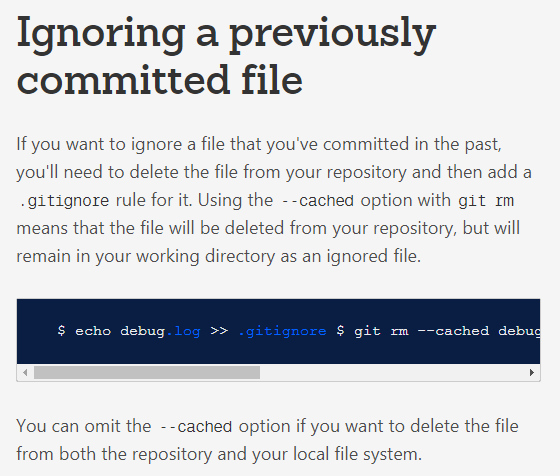 Ignoring a previously
committed file
If you want to ignore a file that you've committed in the past,
you'll need to delete the file from your repository and then add a
.gitignore rule for it. Using the --cached option with git rm
means that the file will be deleted from your repository, but will
remain in your working directory as an ignored file.
$ echo debug.log >> .gitignore $ git rm --cached debug
You can omit the --cached option if you want to delete the file
from both the repository and your local file system.